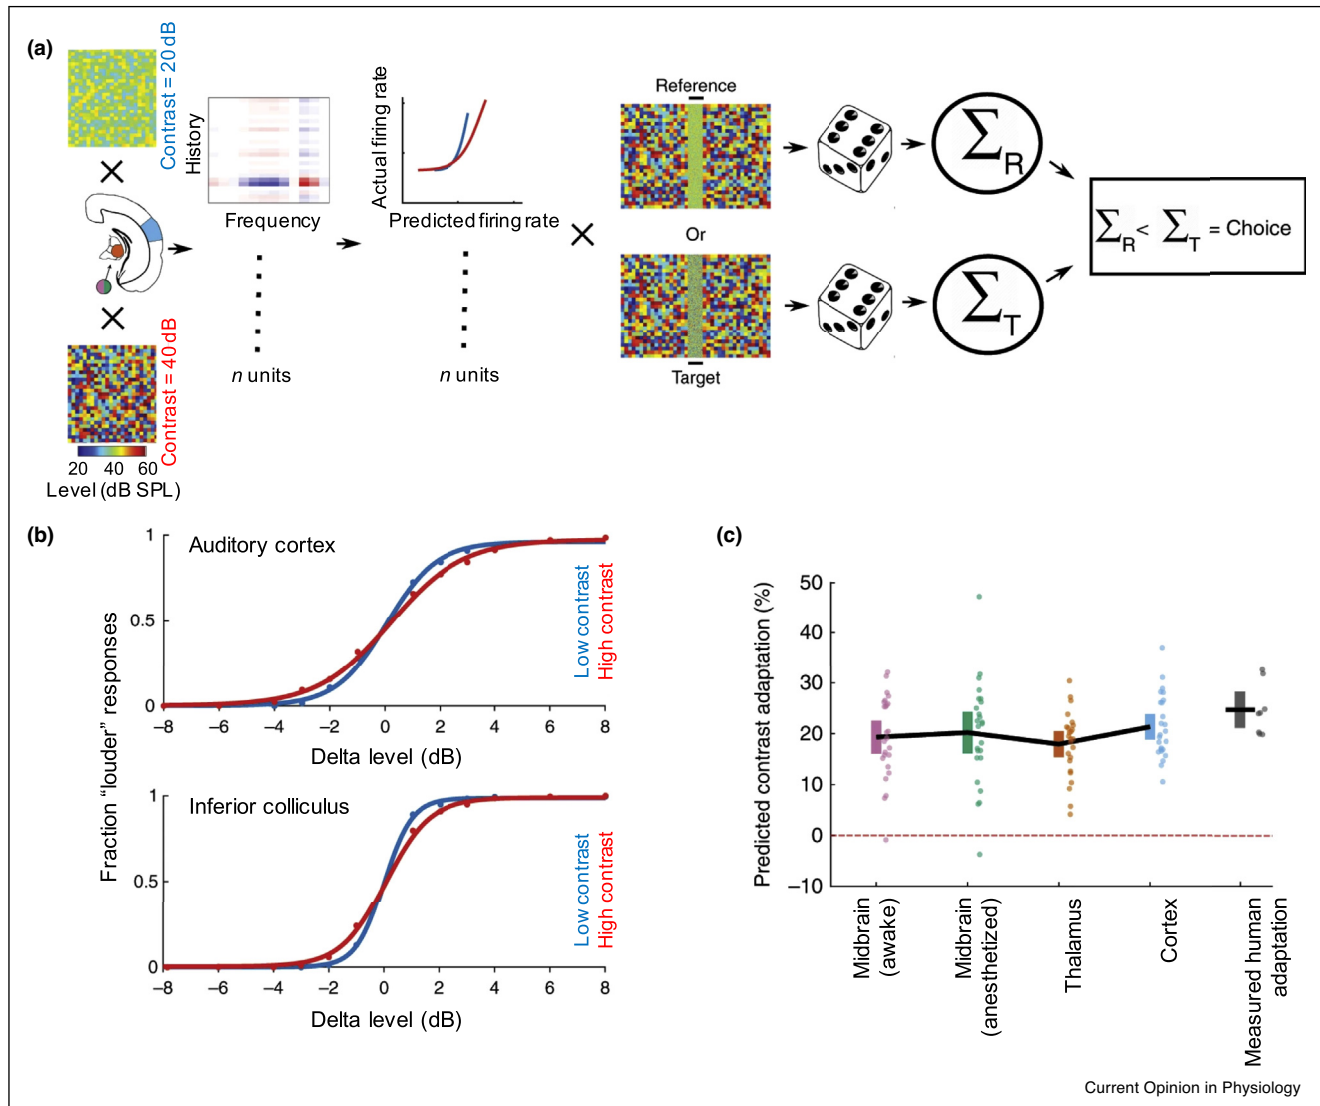 (a)
Contrast = 20 dB
Contrast = 40 dB
20 40 60
Level (dB SPL)
History
Frequency
n units
Actual firing rate
Predicted firing rate
n units
Reference
Or
Target
Σ R
Σ T
Σ R < Σ T = Choice
(b)
Fraction “louder” responses
Auditory cortex
1
0.5
0
−8 −6 −4 −2 0 2 4 6 8
Delta level (dB)
Low contrast
High contrast
Inferior colliculus
1
0.5
0
−8 −6 −4 −2 0 2 4 6 8
Delta level (dB)
Low contrast
High contrast
(c)
Predicted contrast adaptation (%)
50
40
30
20
10
0
−10
Midbrain
(awake)
Midbrain
(anesthetized)
Thalamus
Cortex
Measured human
adaptation
Current Opinion in Physiology